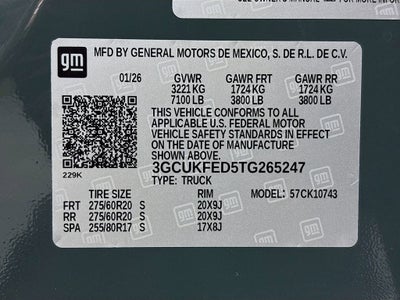 SEE OWNER'S MANUAL
gm
MFD BY GENERAL MOTORS DE MEXICO, S. DE R.L. DE C.V.
01/26 GVWR GAWR FRT GAWR RR
3221 KG 1724 KG 1724 KG
7100 LB 3800 LB 3800 LB
THIS VEHICLE CONFORMS TO ALL
APPLICABLE U.S. FEDERAL MOTOR
VEHICLE SAFETY STANDARDS IN EFFECT
ON THE DATE OF MANUFACTURE
SHOWN ABOVE.
3GCUKFED5TG265247
229K
TYPE: TRUCK MODEL: 57CK10743
TIRE SIZE RIM
FRT 275/60R20 S 20X9J
RR 275/60R20 S 20X9J
SPA 255/80R17 S 17X8J